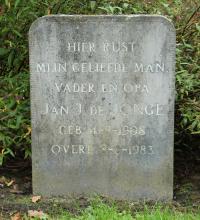 HIER RUST
MIJN GELIEFDE MAN
VADER EN OPA
JAN J. DE JONGE
GEB. 1908
OVERL. 1983